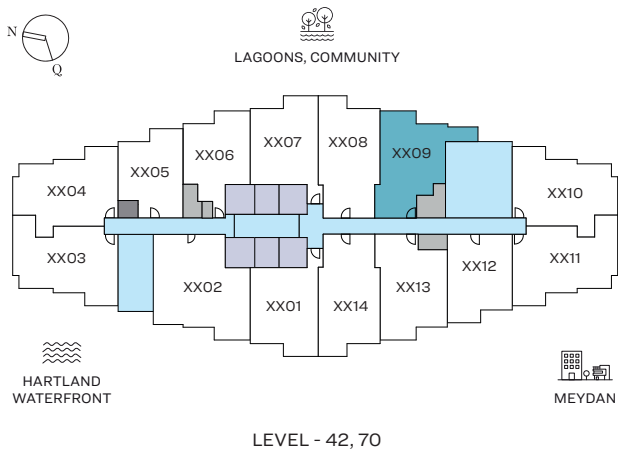 N
Q
LAGOONS, COMMUNITY
XX07
XX08
XX06
XX09
XX05
XX04
XX10
XX03
XX11
XX12
XX02
XX13
XX01
XX14
HARTLAND
WATERFRONT
MEYDAN
LEVEL - 42, 70